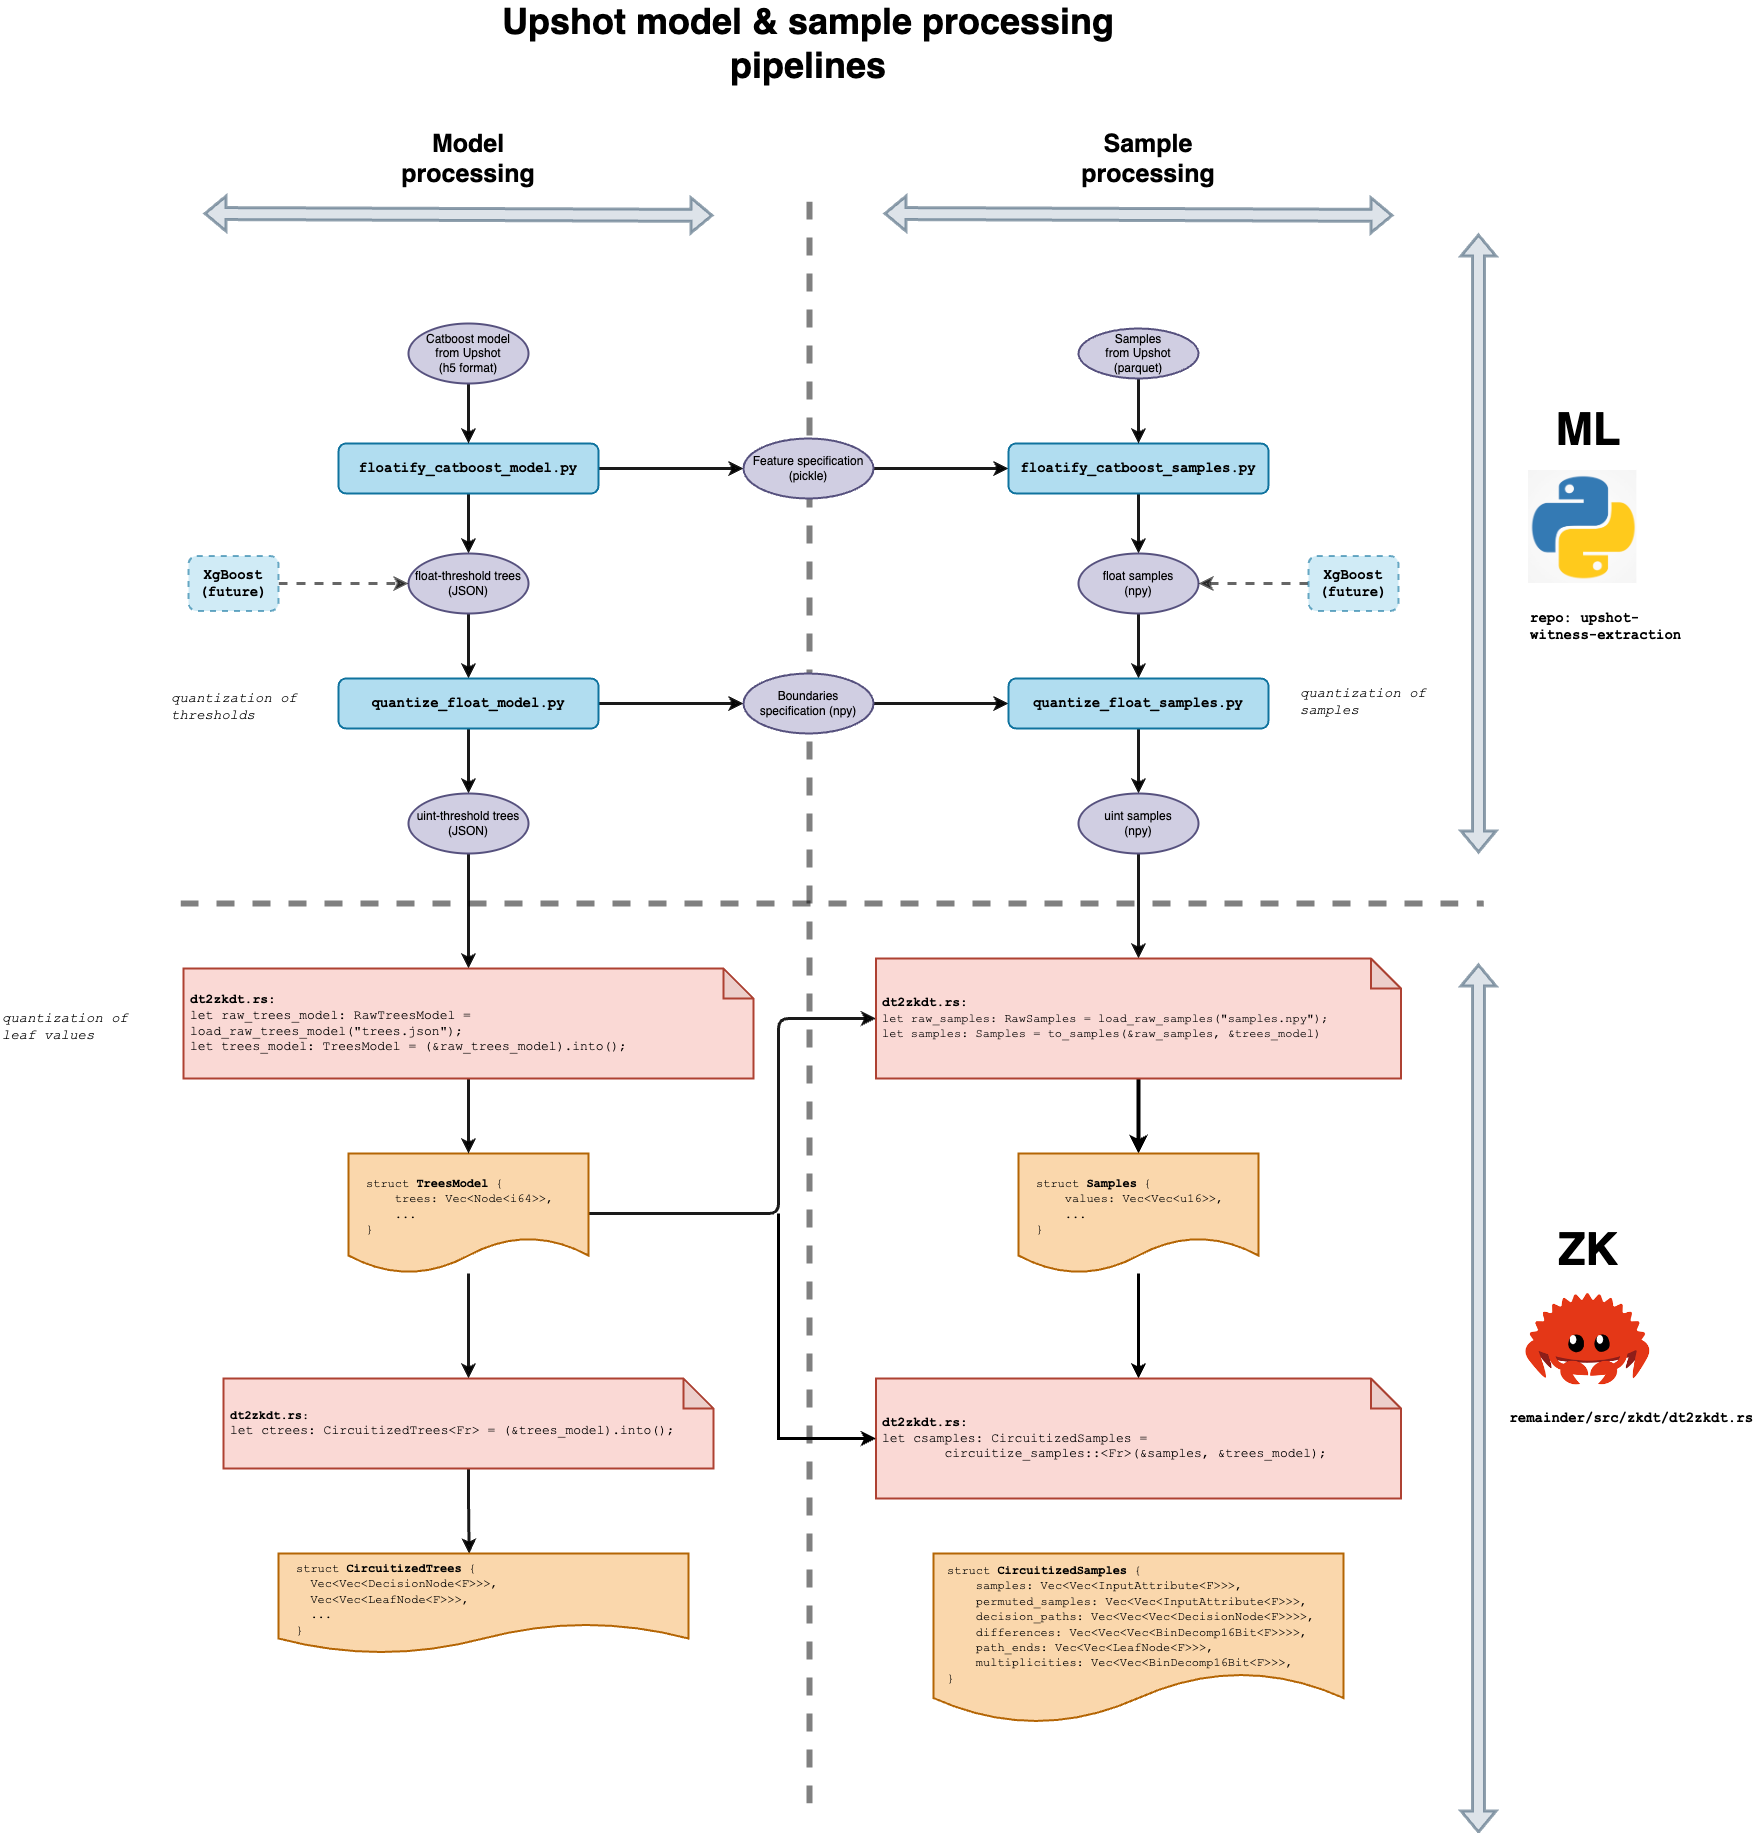 Upshot model & sample processing
pipelines
Model
processing
Sample
processing
Catboost model
from Upshot
(h5 format)
Samples
from Upshot
(parquet)
ML
floatify_catboost_model.py
Feature specification
(pickle)
floatify_catboost_samples.py
XgBoost
(future)
float-threshold trees
(JSON)
float samples
(npy)
XgBoost
(future)
repo: upshot-
witness-extraction
quantization of
thresholds
quantize_float_model.py
Boundaries
specification (npy)
quantize_float_samples.py
quantization of
samples
uint-threshold trees
(JSON)
uint samples
(npy)
quantization of
leaf values
dt2zkdt.rs:
let raw_trees_model: RawTreesModel =
load_raw_trees_model("trees.json");
let trees_model: TreesModel = (&raw_trees_model).into();
dt2zkdt.rs:
let raw_samples: RawSamples = load_raw_samples("samples.npy");
let samples: Samples = to_samples(&raw_samples, &trees_model)
struct TreesModel {
trees: Vec<Node<i64>>,
...
}
struct Samples {
values: Vec<Vec<u16>>,
...
}
ZK
remainder/src/zkdt/dt2zkdt.rs
dt2zkdt.rs:
let ctrees: CircuitizedTrees<Fr> = (&trees_model).into();
dt2zkdt.rs:
let csamples: CircuitizedSamples =
circuitize_samples::<Fr>(&samples, &trees_model);
struct CircuitizedTrees {
Vec<Vec<DecisionNode<F>>>,
Vec<Vec<LeafNode<F>>>,
...
}
struct CircuitizedSamples {
samples: Vec<Vec<InputAttribute<F>>>,
permuted_samples: Vec<Vec<InputAttribute<F>>>,
decision_paths: Vec<Vec<Vec<DecisionNode<F>>>>,
differences: Vec<Vec<Vec<BinDecomp16Bit<F>>>>,
path_ends: Vec<Vec<LeafNode<F>>>,
multiplicities: Vec<Vec<BinDecomp16Bit<F>>>,
}